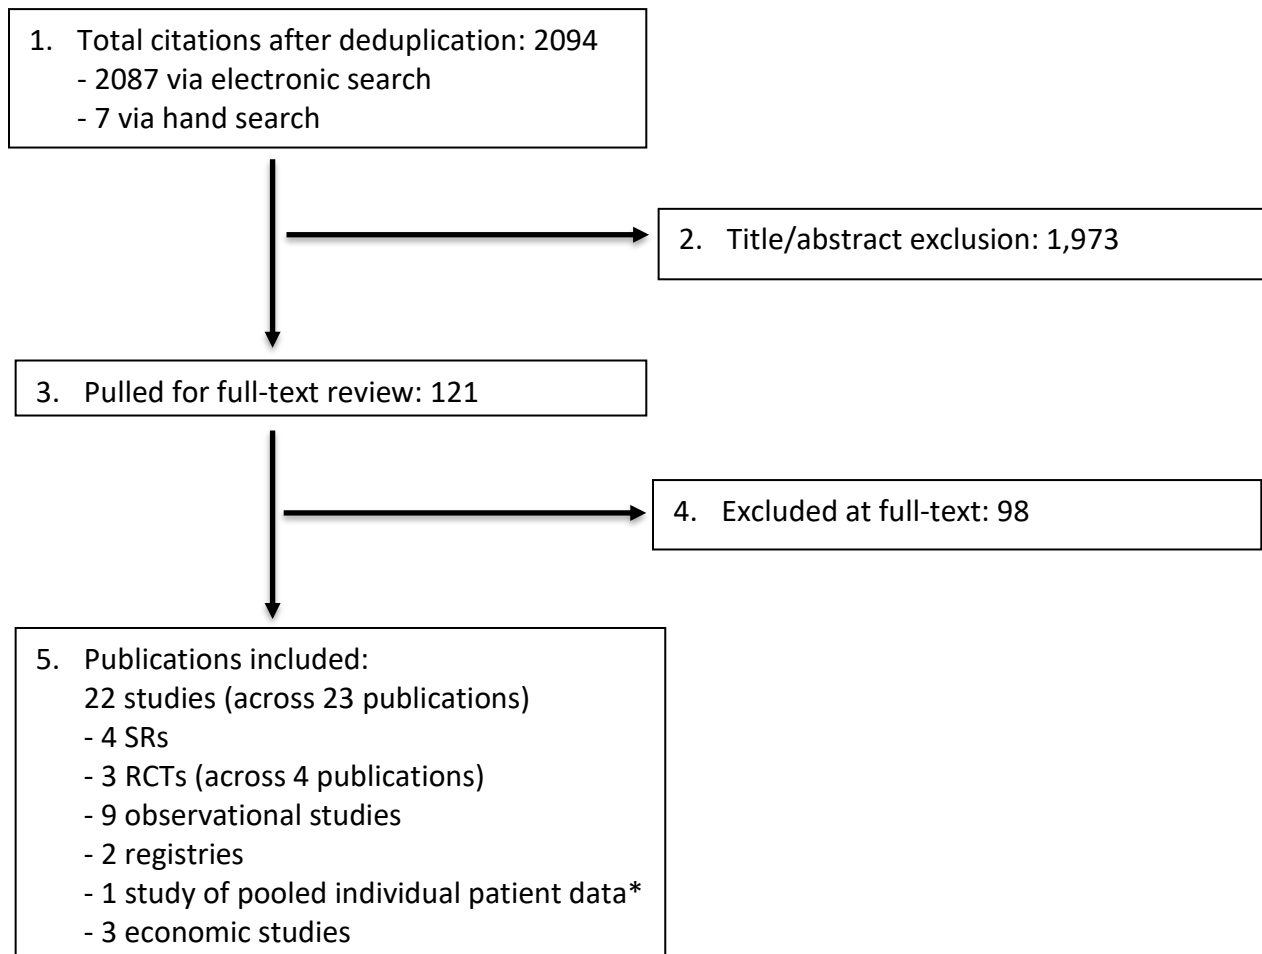 1. Total citations after deduplication: 2094
- 2087 via electronic search
- 7 via hand search
2. Title/abstract exclusion: 1,973
3. Pulled for full-text review: 121
4. Excluded at full-text: 98
5. Publications included:
22 studies (across 23 publications)
- 4 SRs
- 3 RCTs (across 4 publications)
- 9 observational studies
- 2 registries
- 1 study of pooled individual patient data*
- 3 economic studies